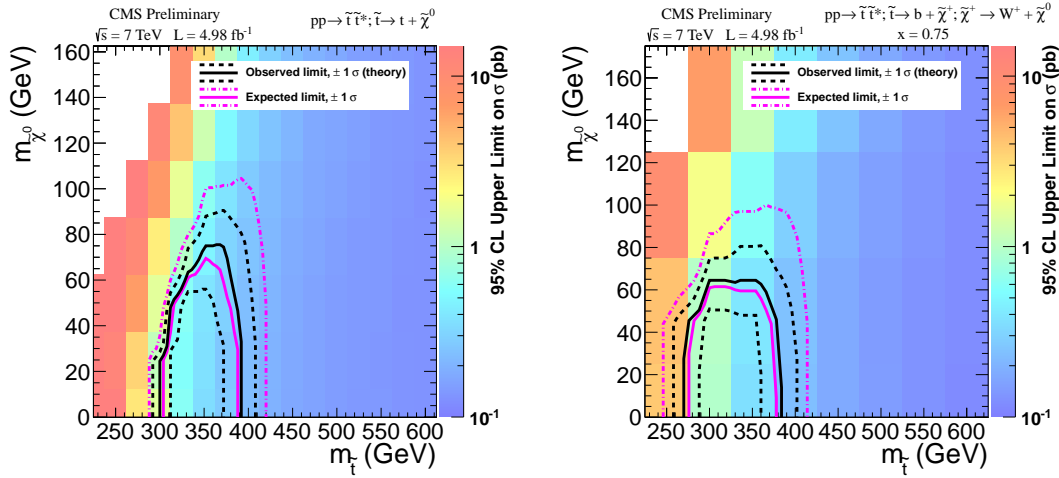 CMS Preliminary
pp→ t̃ t̃*; t̃→ t + χ̃⁰
√s = 7 TeV L = 4.98 fb⁻¹
Observed limit, ± 1 σ (theory)
Expected limit, ± 1 σ
m_χ̃⁰ (GeV)
160
140
120
100
80
60
40
20
0
250 300 350 400 450 500 550 600
m_t̃ (GeV)
10
1
10⁻¹
95% CL Upper Limit on σ (pb)
CMS Preliminary
pp→ t̃ t̃*; t̃→ b + χ̃⁺; χ̃⁺ → W⁺ + χ̃⁰
√s = 7 TeV L = 4.98 fb⁻¹
x = 0.75
Observed limit, ± 1 σ (theory)
Expected limit, ± 1 σ
m_χ̃⁰ (GeV)
160
140
120
100
80
60
40
20
0
250 300 350 400 450 500 550 600
m_t̃ (GeV)
10
1
10⁻¹
95% CL Upper Limit on σ (pb)